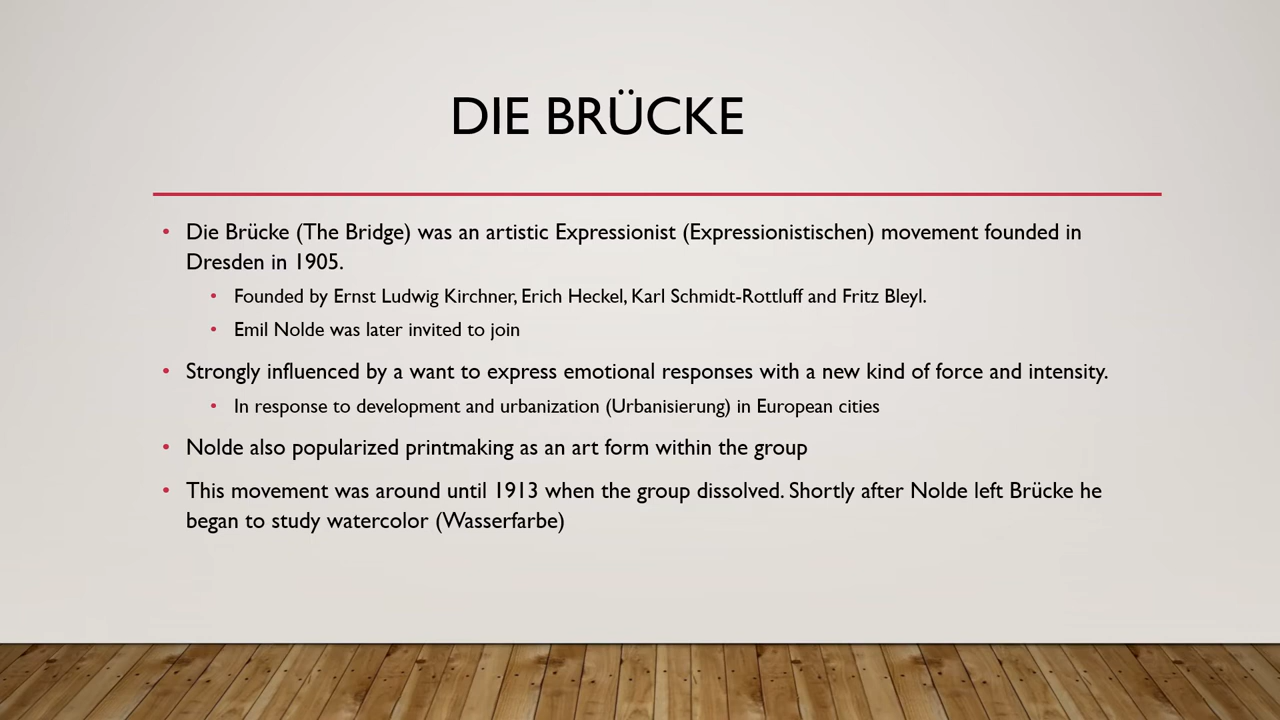 DIE BRÜCKE
• Die Brücke (The Bridge) was an artistic Expressionist (Expressionistischen) movement founded in
Dresden in 1905.
• Founded by Ernst Ludwig Kirchner, Erich Heckel, Karl Schmidt-Rottluff and Fritz Bleyl.
• Emil Nolde was later invited to join
• Strongly influenced by a want to express emotional responses with a new kind of force and intensity.
• In response to development and urbanization (Urbanisierung) in European cities
• Nolde also popularized printmaking as an art form within the group
• This movement was around until 1913 when the group dissolved. Shortly after Nolde left Brücke he
began to study watercolor (Wasserfarbe)